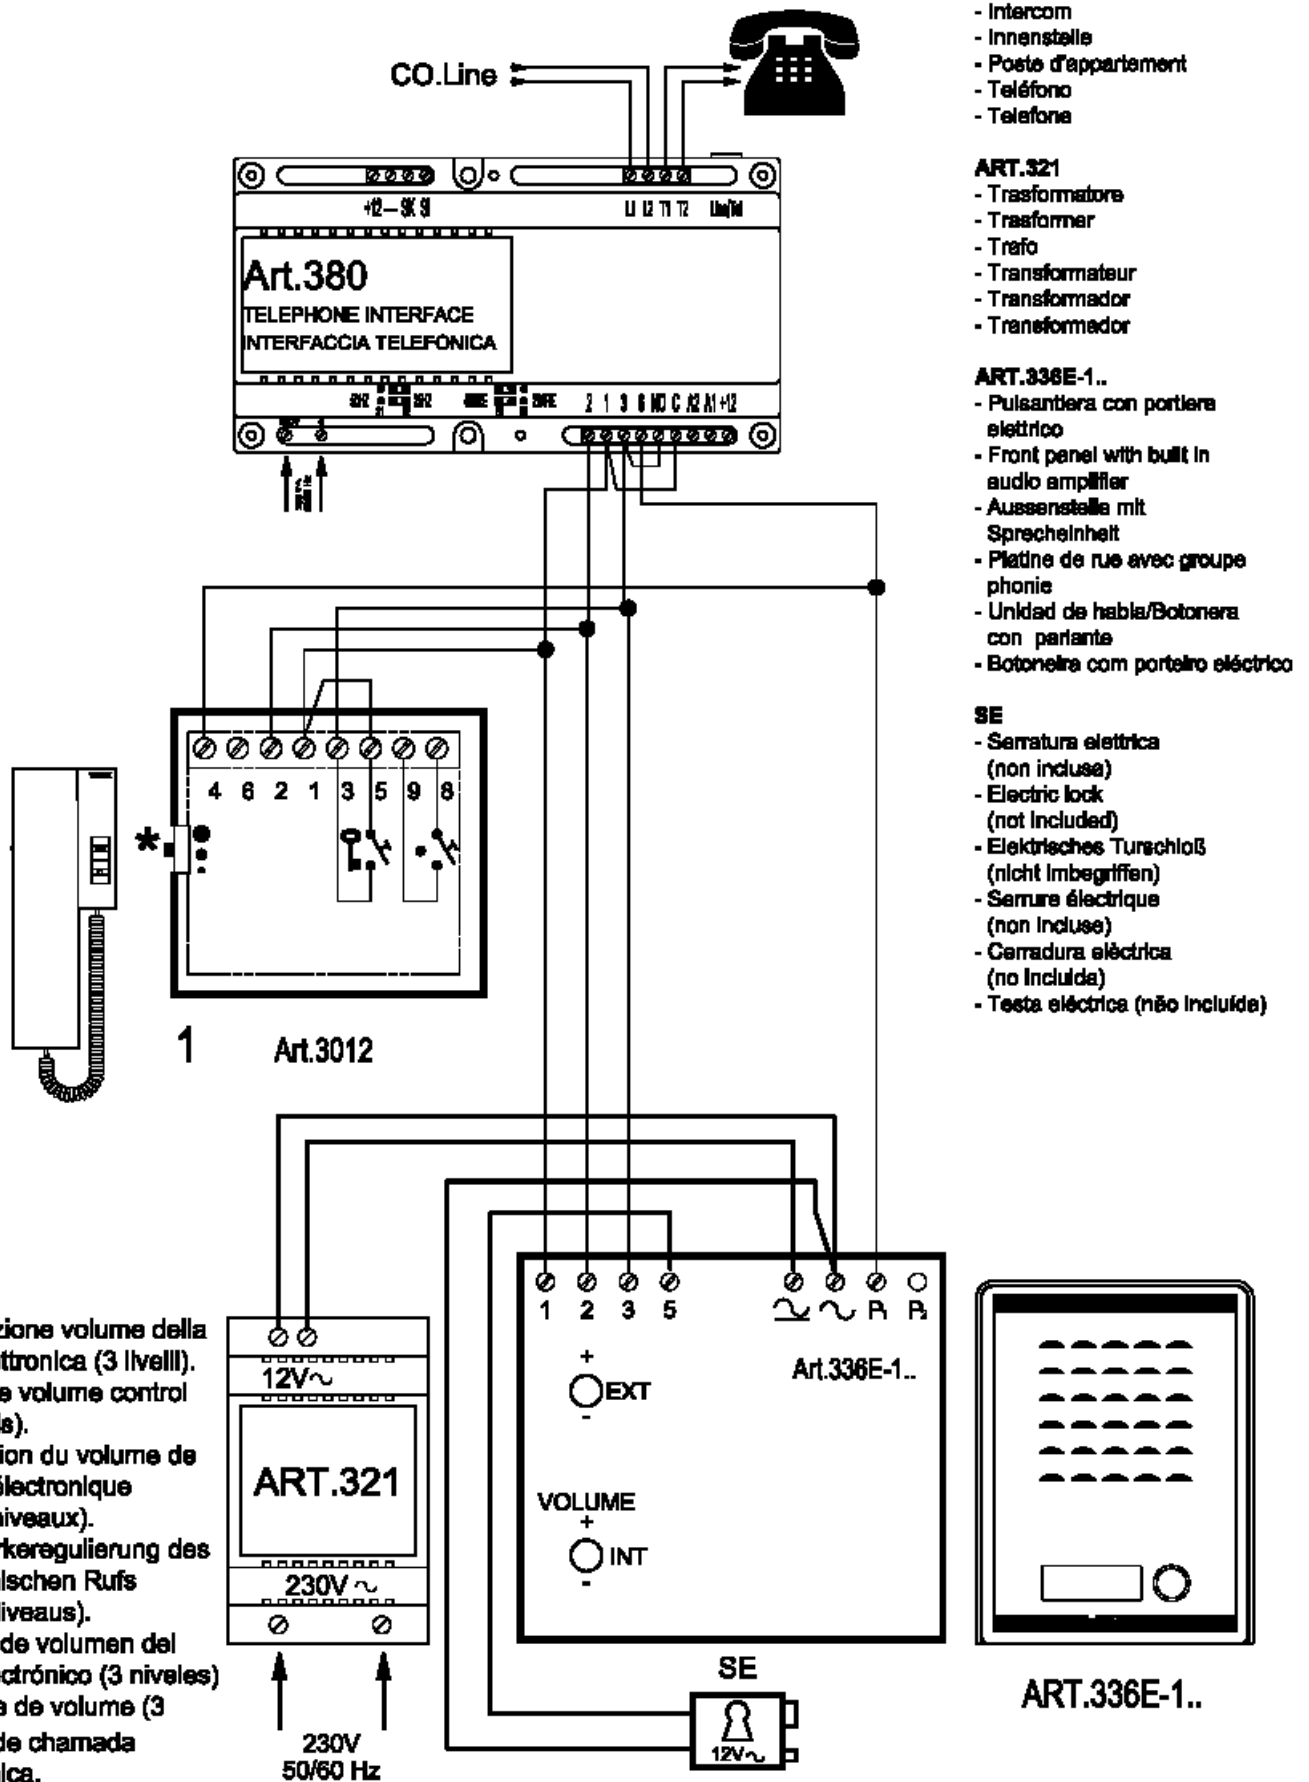 - Intercom
- Innenstelle
- Poste d'appartement
- Teléfono
- Telefone
CO.Line
ART.321
- Trasformatore
- Trasformer
- Trafo
- Transformateur
- Transformador
- Transformador
+12 — SK SI
L1 L2 T1 T2
Art.380
TELEPHONE INTERFACE
INTERFACCIA TELEFONICA
2 1 3 6 NO C A2 A1 +12
ART.336E-1..
- Pulsantiera con portiere
elettrico
- Front panel with built in
audio amplifier
- Aussenstelle mit
Sprecheinheit
- Platine de rue avec groupe
phonie
- Unidad de habla/Botonera
con parlante
- Botoneira com porteiro eléctrico
SE
- Serratura elettrica
(non inclusa)
- Electric lock
(not included)
- Elektrisches Turschloß
(nicht imbegriffen)
- Serrure électrique
(non incluse)
- Cerradura elèctrica
(no incluida)
- Testa eléctrica (não incluída)
4 6 2 1 3 5 9 8
*
1
Art.3012
1 2 3 5 P1 P2
Art.336E-1..
+
EXT
-
VOLUME
+
INT
-
12V~
ART.321
230V ~
230V
50/60 Hz
SE
12V~
ART.336E-1..
zione volume della
ttronica (3 livelli).
e volume control
ls).
ion du volume de
électronique
niveaux).
rkeregulierung des
nischen Rufs
liveaus).
de volumen del
ectrónico (3 niveles)
e de volume (3
de chamada
nica.